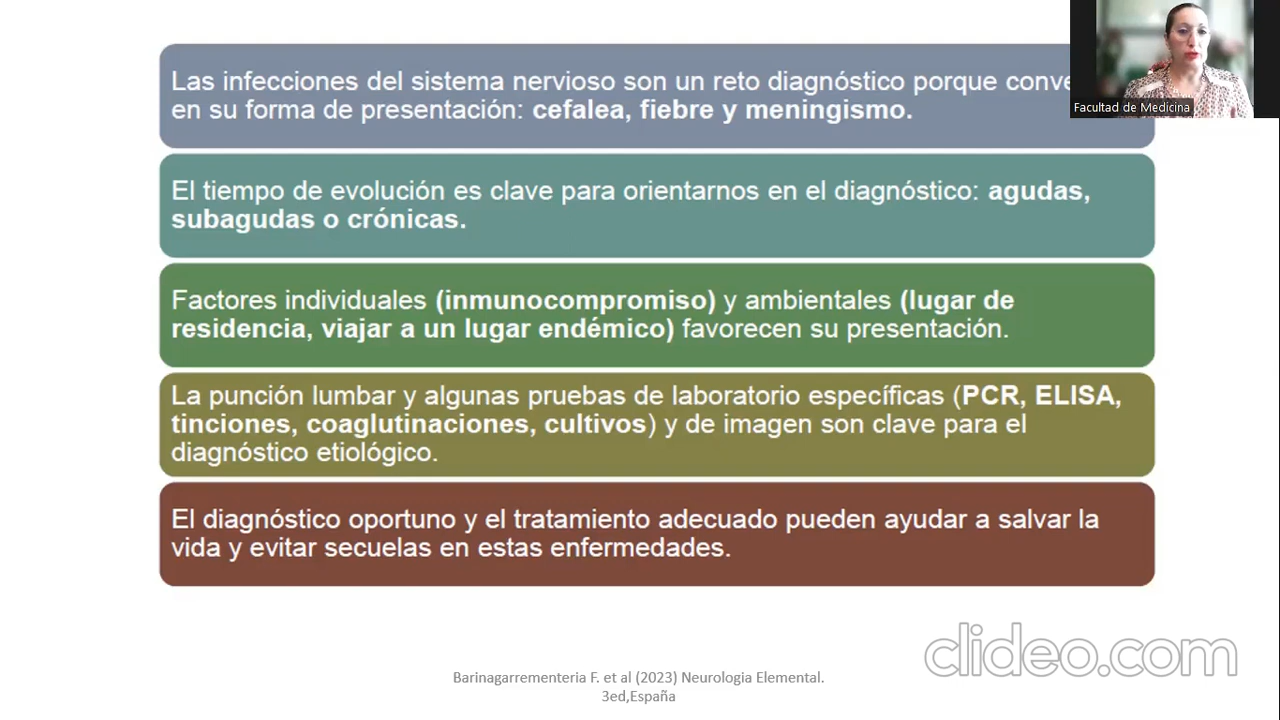 Las infecciones del sistema nervioso son un reto diagnóstico porque
en su forma de presentación: cefalea, fiebre y meningismo.
Facultad de Medicina
El tiempo de evolución es clave para orientarnos en el diagnóstico: agudas,
subagudas o crónicas.
Factores individuales (inmunocompromiso) y ambientales (lugar de
residencia, viajar a un lugar endémico) favorecen su presentación.
La punción lumbar y algunas pruebas de laboratorio específicas (PCR, ELISA,
tinciones, coaglutinaciones, cultivos) y de imagen son clave para el
diagnóstico etiológico.
El diagnóstico oportuno y el tratamiento adecuado pueden ayudar a salvar la
vida y evitar secuelas en estas enfermedades.
clideo.com
Barinagarrementeria F. et al (2023) Neurologia Elemental.
3ed,España